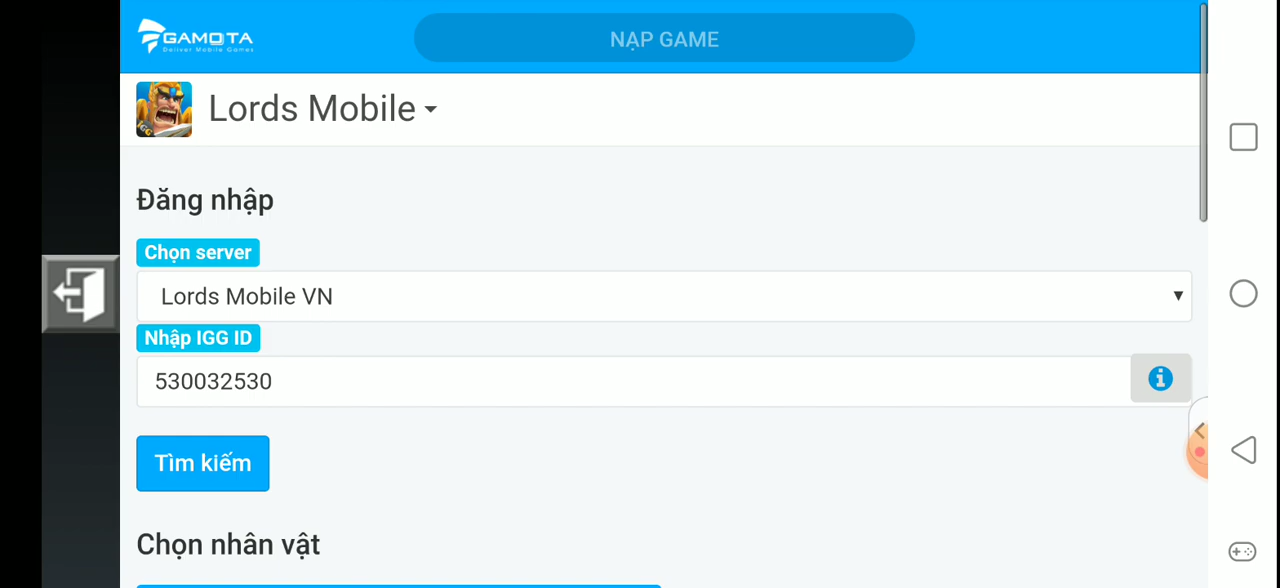 GAMOTA
Deliver Mobile Games
NẠP GAME
IGG
Lords Mobile
Đăng nhập
Chọn server
Lords Mobile VN
Nhập IGG ID
530032530
Tìm kiếm
Chọn nhân vật